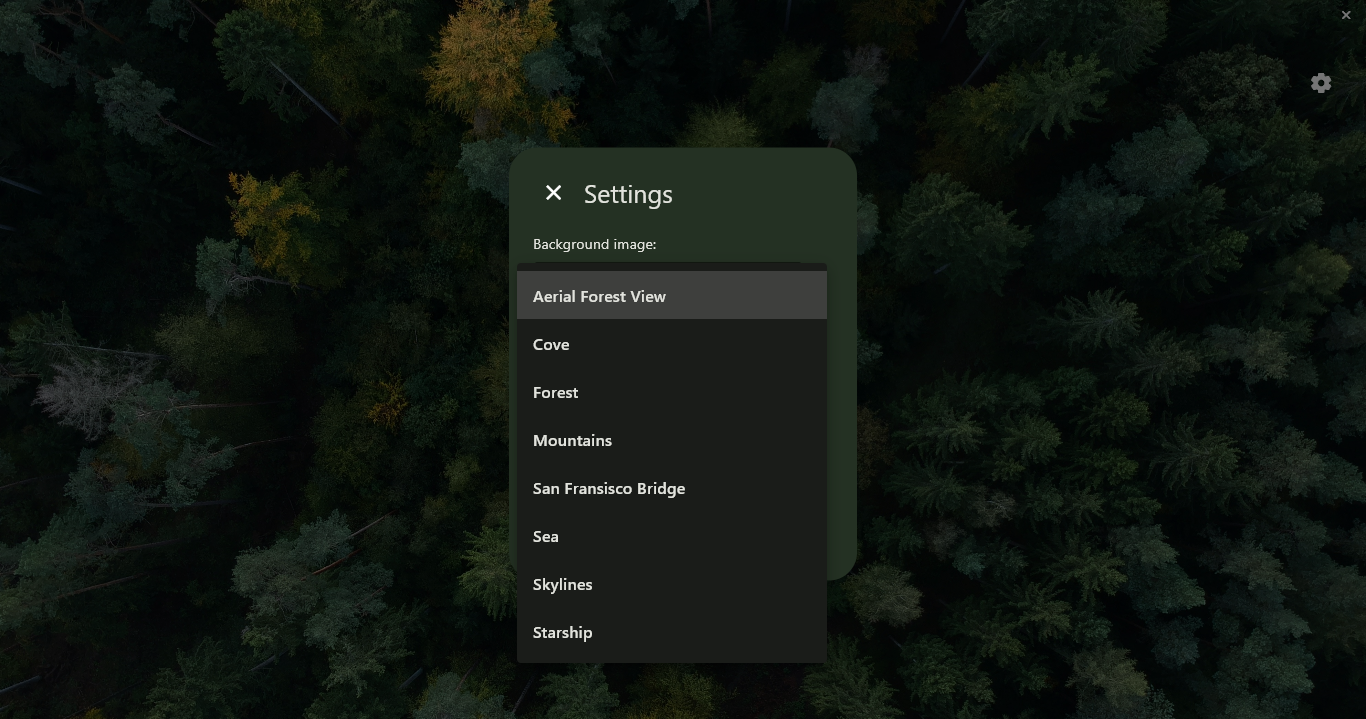 Settings
Background image:
Aerial Forest View
Cove
Forest
Mountains
San Fransisco Bridge
Sea
Skylines
Starship